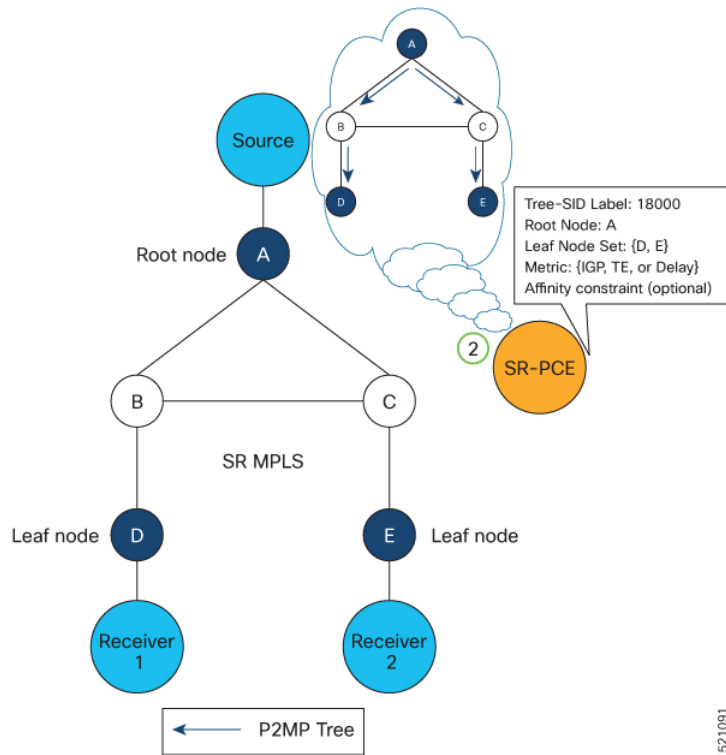 A
B
C
D
E
Source
Tree-SID Label: 18000
Root Node: A
Leaf Node Set: {D, E}
Metric: {IGP, TE, or Delay}
Affinity constraint (optional)
Root node
A
2
SR-PCE
B
C
SR MPLS
Leaf node
D
E
Leaf node
Receiver
1
Receiver
2
P2MP Tree
521091